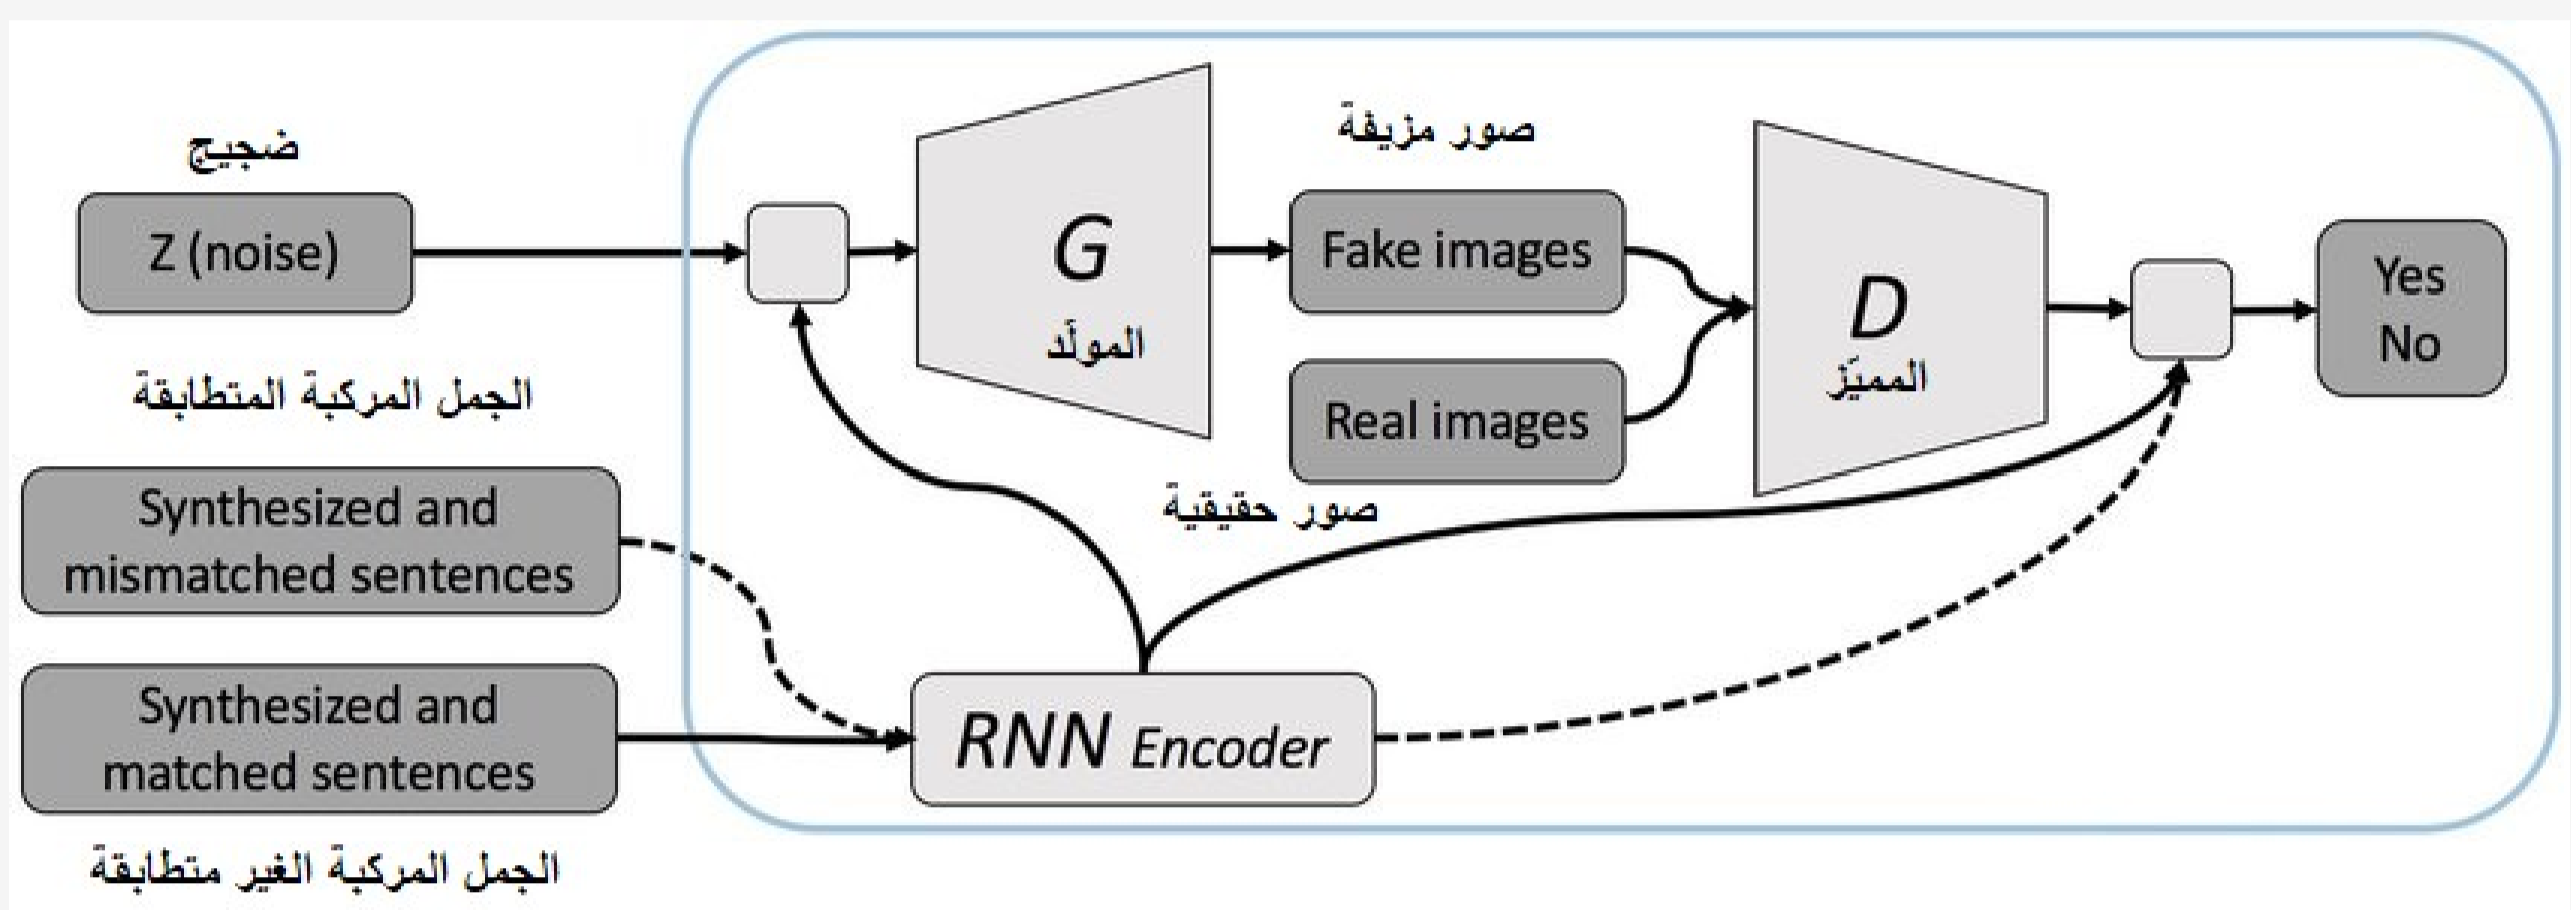 ضجيج
Z (noise)
الجمل المركبة المتطابقة
Synthesized and
mismatched sentences
Synthesized and
matched sentences
الجمل المركبة الغير متطابقة
G
المولّد
صور مزيفة
Fake images
Real images
صور حقيقية
D
المميّز
Yes
No
RNN Encoder